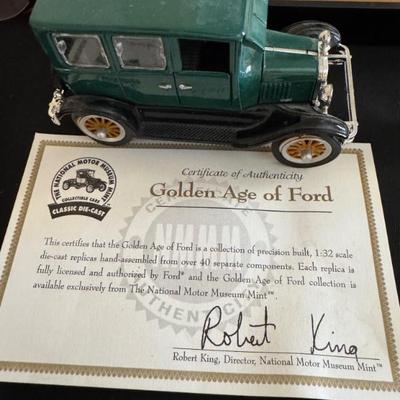 THE NATIONAL MOTOR MUSEUM MINT
COLLECTIBLE CARS
CLASSIC DIE-CAST
Certificate of Authenticity
Golden Age of Ford
This certifies that the Golden Age of Ford is a collection of precision built, 1:32 scale
die-cast replicas hand-assembled from over 40 separate components. Each replica is
fully licensed and authorized by Ford® and the Golden Age of Ford collection is
available exclusively from The National Motor Museum Mint™.
Robert King
Robert King, Director, National Motor Museum Mint™